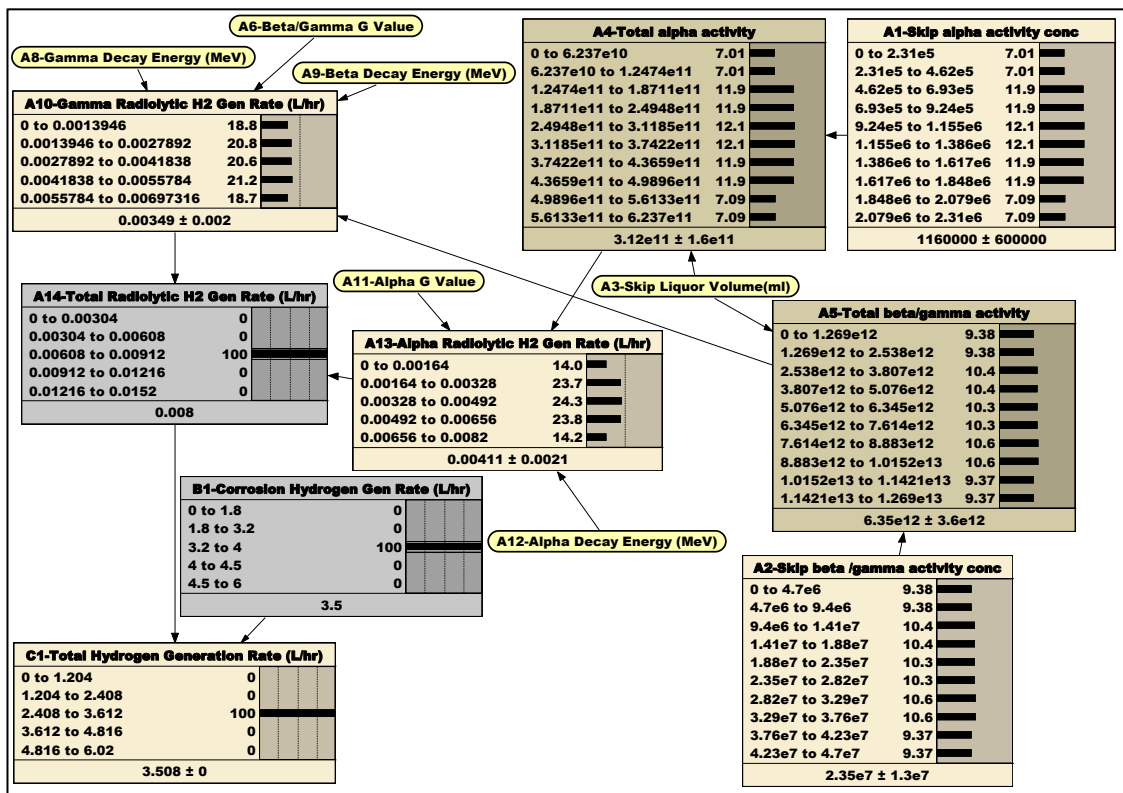 A6-Beta/Gamma G Value
A8-Gamma Decay Energy (MeV)
A9-Beta Decay Energy (MeV)
A10-Gamma Radiolytic H2 Gen Rate (L/hr)
0 to 0.0013946 18.8
0.0013946 to 0.0027892 20.8
0.0027892 to 0.0041838 20.6
0.0041838 to 0.0055784 21.2
0.0055784 to 0.00697316 18.7
0.00349 ± 0.002
A4-Total alpha activity
0 to 6.237e10 7.01
6.237e10 to 1.2474e11 7.01
1.2474e11 to 1.8711e11 11.9
1.8711e11 to 2.4948e11 11.9
2.4948e11 to 3.1185e11 12.1
3.1185e11 to 3.7422e11 12.1
3.7422e11 to 4.3659e11 11.9
4.3659e11 to 4.9896e11 11.9
4.9896e11 to 5.6133e11 7.09
5.6133e11 to 6.237e11 7.09
3.12e11 ± 1.6e11
A1-Skip alpha activity conc
0 to 2.31e5 7.01
2.31e5 to 4.62e5 7.01
4.62e5 to 6.93e5 11.9
6.93e5 to 9.24e5 11.9
9.24e5 to 1.155e6 12.1
1.155e6 to 1.386e6 12.1
1.386e6 to 1.617e6 11.9
1.617e6 to 1.848e6 11.9
1.848e6 to 2.079e6 7.09
2.079e6 to 2.31e6 7.09
1160000 ± 600000
A14-Total Radiolytic H2 Gen Rate (L/hr)
0 to 0.00304 0
0.00304 to 0.00608 0
0.00608 to 0.00912 100
0.00912 to 0.01216 0
0.01216 to 0.0152 0
0.008
A11-Alpha G Value
A3-Skip Liquor Volume(ml)
A13-Alpha Radiolytic H2 Gen Rate (L/hr)
0 to 0.00164 14.0
0.00164 to 0.00328 23.7
0.00328 to 0.00492 24.3
0.00492 to 0.00656 23.8
0.00656 to 0.0082 14.2
0.00411 ± 0.0021
A5-Total beta/gamma activity
0 to 1.269e12 9.38
1.269e12 to 2.538e12 9.38
2.538e12 to 3.807e12 10.4
3.807e12 to 5.076e12 10.4
5.076e12 to 6.345e12 10.3
6.345e12 to 7.614e12 10.3
7.614e12 to 8.883e12 10.6
8.883e12 to 1.0152e13 10.6
1.0152e13 to 1.1421e13 9.37
1.1421e13 to 1.269e13 9.37
6.35e12 ± 3.6e12
B1-Corrosion Hydrogen Gen Rate (L/hr)
0 to 1.8 0
1.8 to 3.2 0
3.2 to 4 100
4 to 4.5 0
4.5 to 6 0
3.5
A12-Alpha Decay Energy (MeV)
A2-Skip beta /gamma activity conc
0 to 4.7e6 9.38
4.7e6 to 9.4e6 9.38
9.4e6 to 1.41e7 10.4
1.41e7 to 1.88e7 10.4
1.88e7 to 2.35e7 10.3
2.35e7 to 2.82e7 10.3
2.82e7 to 3.29e7 10.6
3.29e7 to 3.76e7 10.6
3.76e7 to 4.23e7 9.37
4.23e7 to 4.7e7 9.37
2.35e7 ± 1.3e7
C1-Total Hydrogen Generation Rate (L/hr)
0 to 1.204 0
1.204 to 2.408 0
2.408 to 3.612 100
3.612 to 4.816 0
4.816 to 6.02 0
3.508 ± 0